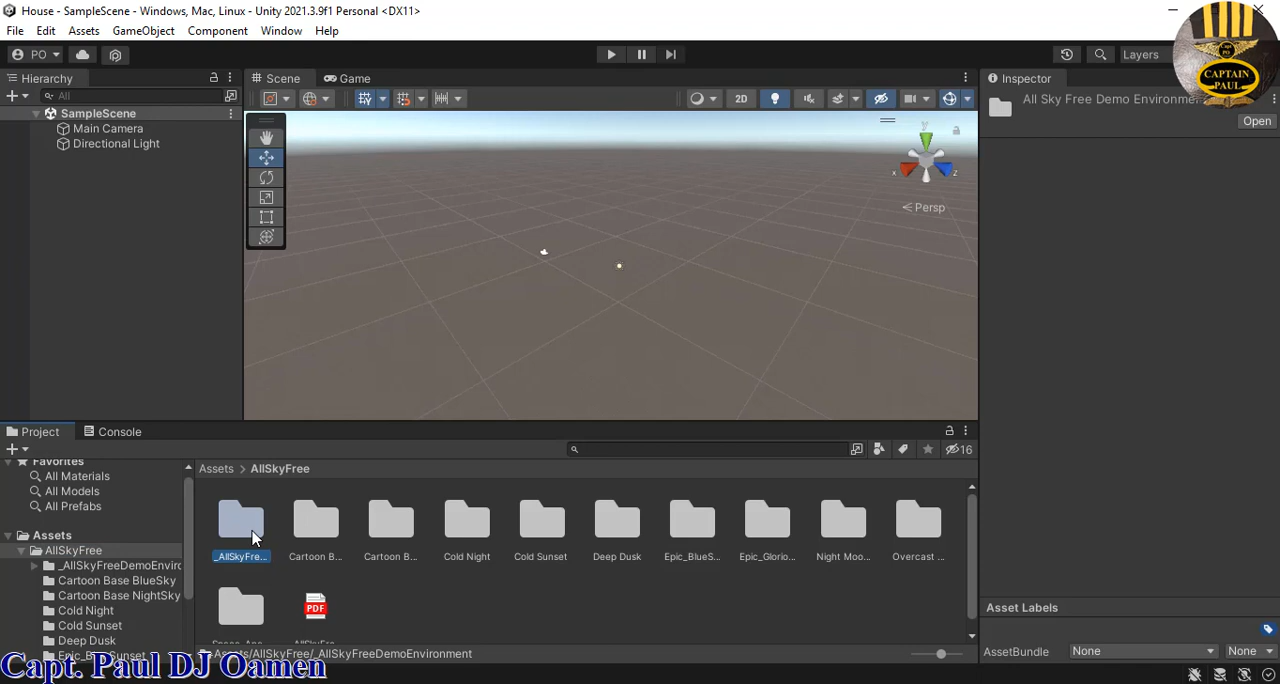 House - SampleScene - Windows, Mac, Linux - Unity 2021.3.9f1 Personal <DX11>
File Edit Assets GameObject Component Window Help
PO
Layers
CAPTAIN
PAUL
Hierarchy
Scene
Game
Inspector
All
2D
All Sky Free Demo Environme
Open
SampleScene
Main Camera
Directional Light
y
x
z
Persp
Project
Console
16
Favorites
All Materials
All Models
All Prefabs
Assets
AllSkyFree
_AllSkyFreeDemoEnviro
Cartoon Base BlueSky
Cartoon Base NightSky
Cold Night
Cold Sunset
Deep Dusk
Assets > AllSkyFree
_AllSkyFre...
Cartoon B...
Cartoon B...
Cold Night
Cold Sunset
Deep Dusk
Epic_BlueS...
Epic_Glorio...
Night Moo...
Overcast ...
PDF
Assets/AllSkyFree/_AllSkyFreeDemoEnvironment
Asset Labels
AssetBundle
None
None
Capt. Paul DJ Oamen